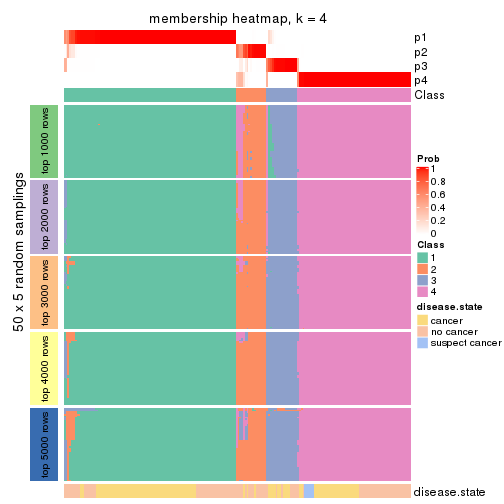 membership heatmap, k = 4
p1
p2
p3
p4
Class
50 x 5 random samplings
top 1000 rows
top 2000 rows
top 3000 rows
top 4000 rows
top 5000 rows
disease.state
Prob
1
0.8
0.6
0.4
0.2
0
Class
1
2
3
4
disease.state
cancer
no cancer
suspect cancer